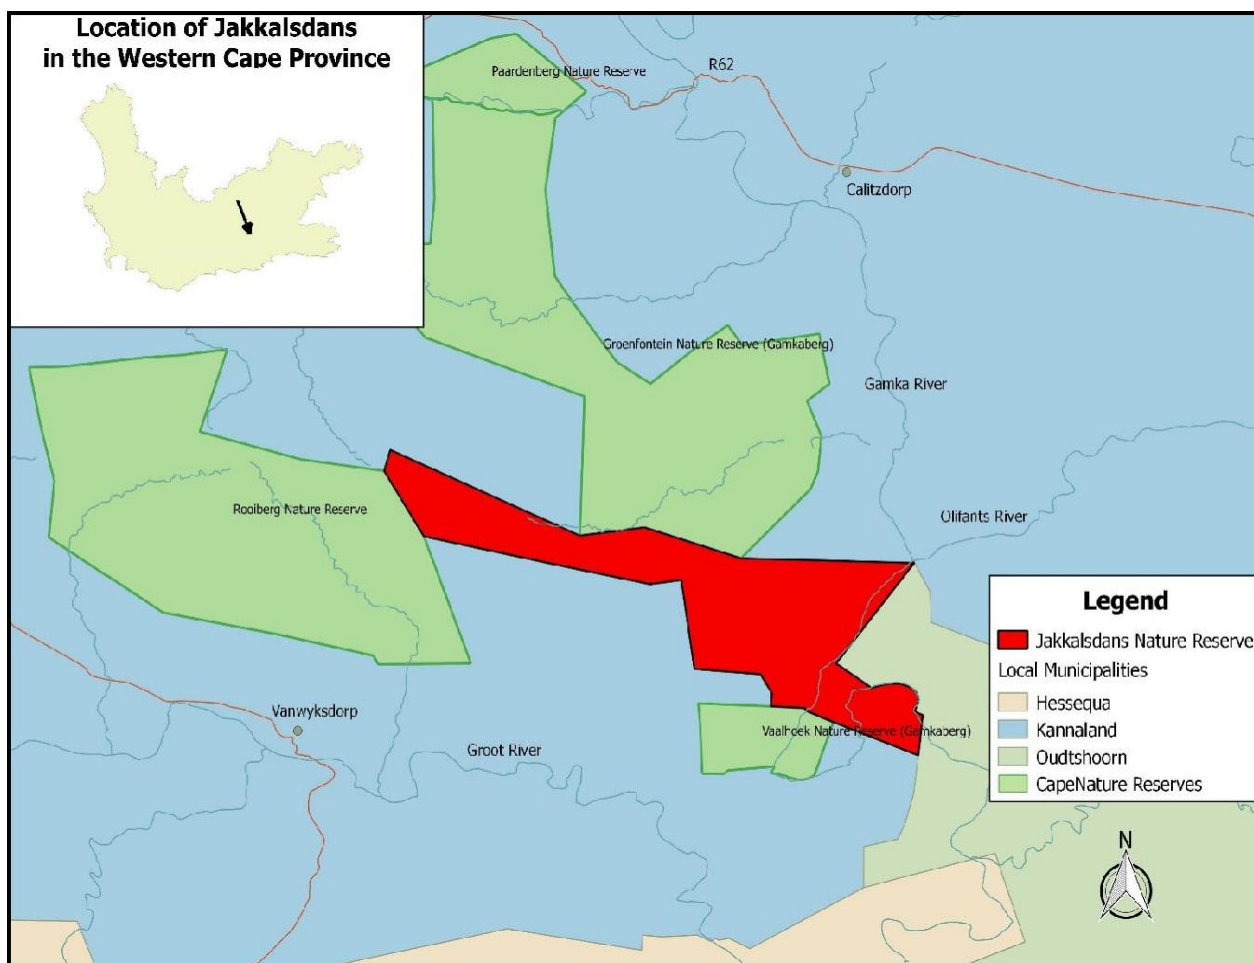 Location of Jakkalsdans
in the Western Cape Province
Paardenberg Nature Reserve
R62
Calitzdorp
Groenfontein Nature Reserve (Gamkaberg)
Gamka River
Rooiberg Nature Reserve
Olifants River
Vanwyksdorp
Groot River
Vaalhoek Nature Reserve (Gamkaberg)
Legend
Jakkalsdans Nature Reserve
Local Municipalities
Hessequa
Kannaland
Oudtshoorn
CapeNature Reserves
N